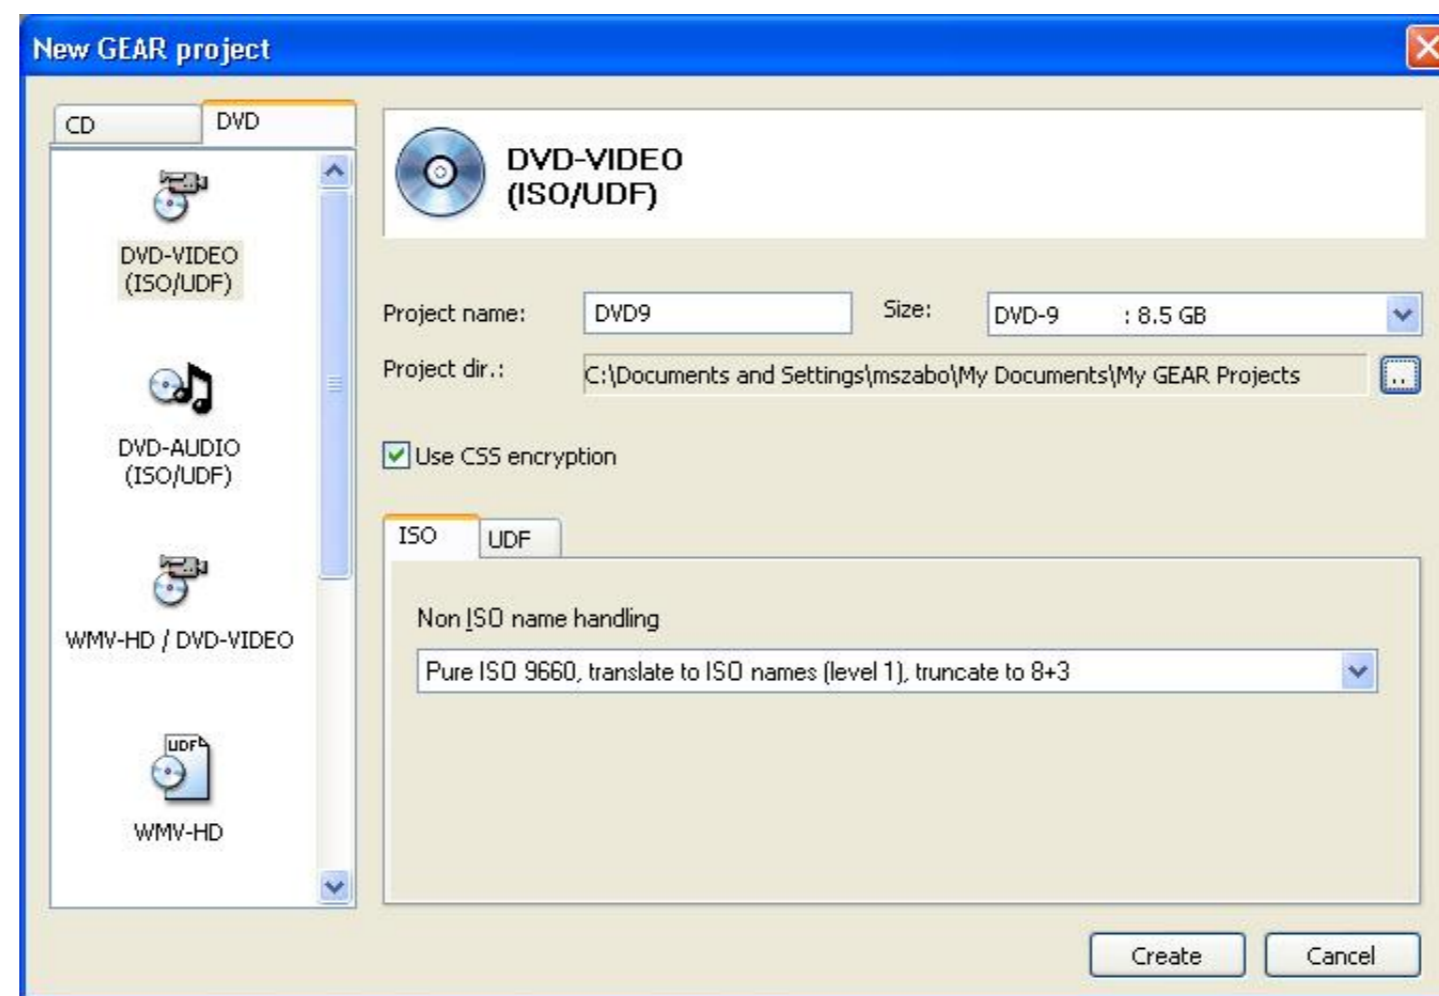 New GEAR project
CD
DVD
DVD-VIDEO
(ISO/UDF)
DVD-AUDIO
(ISO/UDF)
WMV-HD / DVD-VIDEO
UDF
WMV-HD
DVD-VIDEO
(ISO/UDF)
Project name:
DVD9
Size:
DVD-9 : 8.5 GB
Project dir.:
C:\Documents and Settings\mszabo\My Documents\My GEAR Projects
..
Use CSS encryption
ISO
UDF
Non ISO name handling
Pure ISO 9660, translate to ISO names (level 1), truncate to 8+3
Create
Cancel